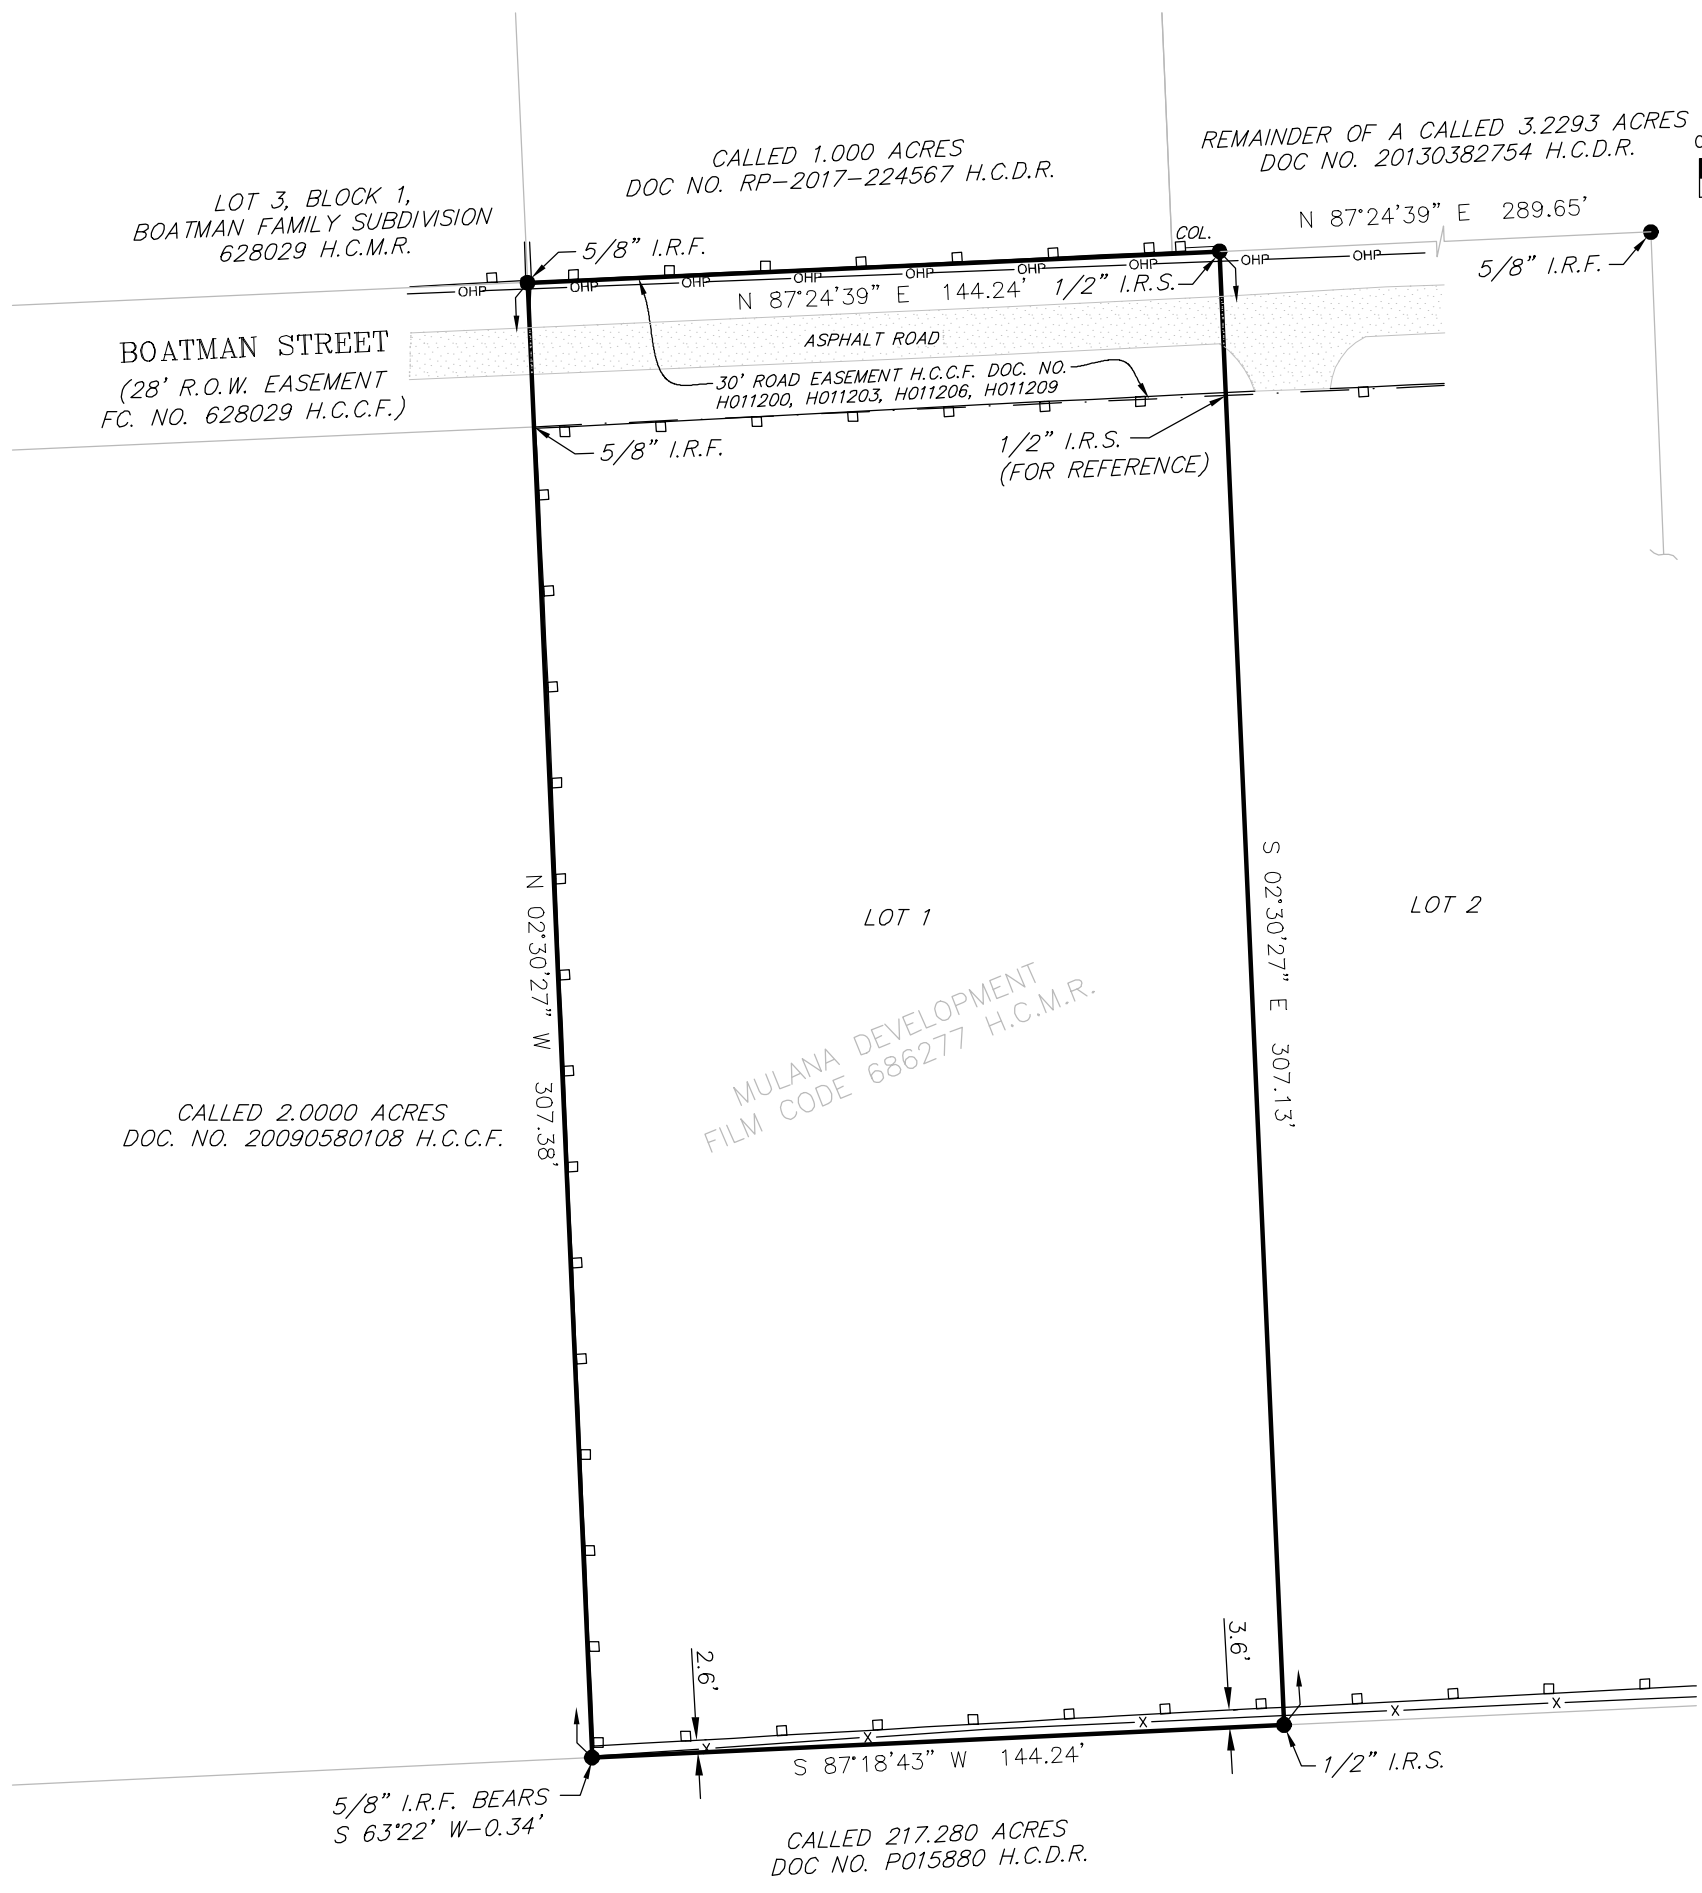 CALLED 1.000 ACRES
DOC NO. RP-2017-224567 H.C.D.R.
REMAINDER OF A CALLED 3.2293 ACRES
DOC NO. 20130382754 H.C.D.R.
LOT 3, BLOCK 1,
BOATMAN FAMILY SUBDIVISION
628029 H.C.M.R.
N 87°24'39" E 289.65'
5/8" I.R.F.
COL.
5/8" I.R.F.
OHP OHP OHP OHP OHP OHP OHP OHP OHP
N 87°24'39" E 144.24'
1/2" I.R.S.
BOATMAN STREET
(28' R.O.W. EASEMENT
FC. NO. 628029 H.C.C.F.)
ASPHALT ROAD
30' ROAD EASEMENT H.C.C.F. DOC. NO.
H011200, H011203, H011206, H011209
5/8" I.R.F.
1/2" I.R.S.
(FOR REFERENCE)
N 02°30'27" W 307.38'
S 02°30'27" E 307.13'
LOT 1
LOT 2
MULANA DEVELOPMENT
FILM CODE 686277 H.C.M.R.
CALLED 2.0000 ACRES
DOC. NO. 20090580108 H.C.C.F.
2.6'
3.6'
X X X X X
S 87°18'43" W 144.24'
1/2" I.R.S.
5/8" I.R.F. BEARS
S 63°22' W-0.34'
CALLED 217.280 ACRES
DOC NO. P015880 H.C.D.R.